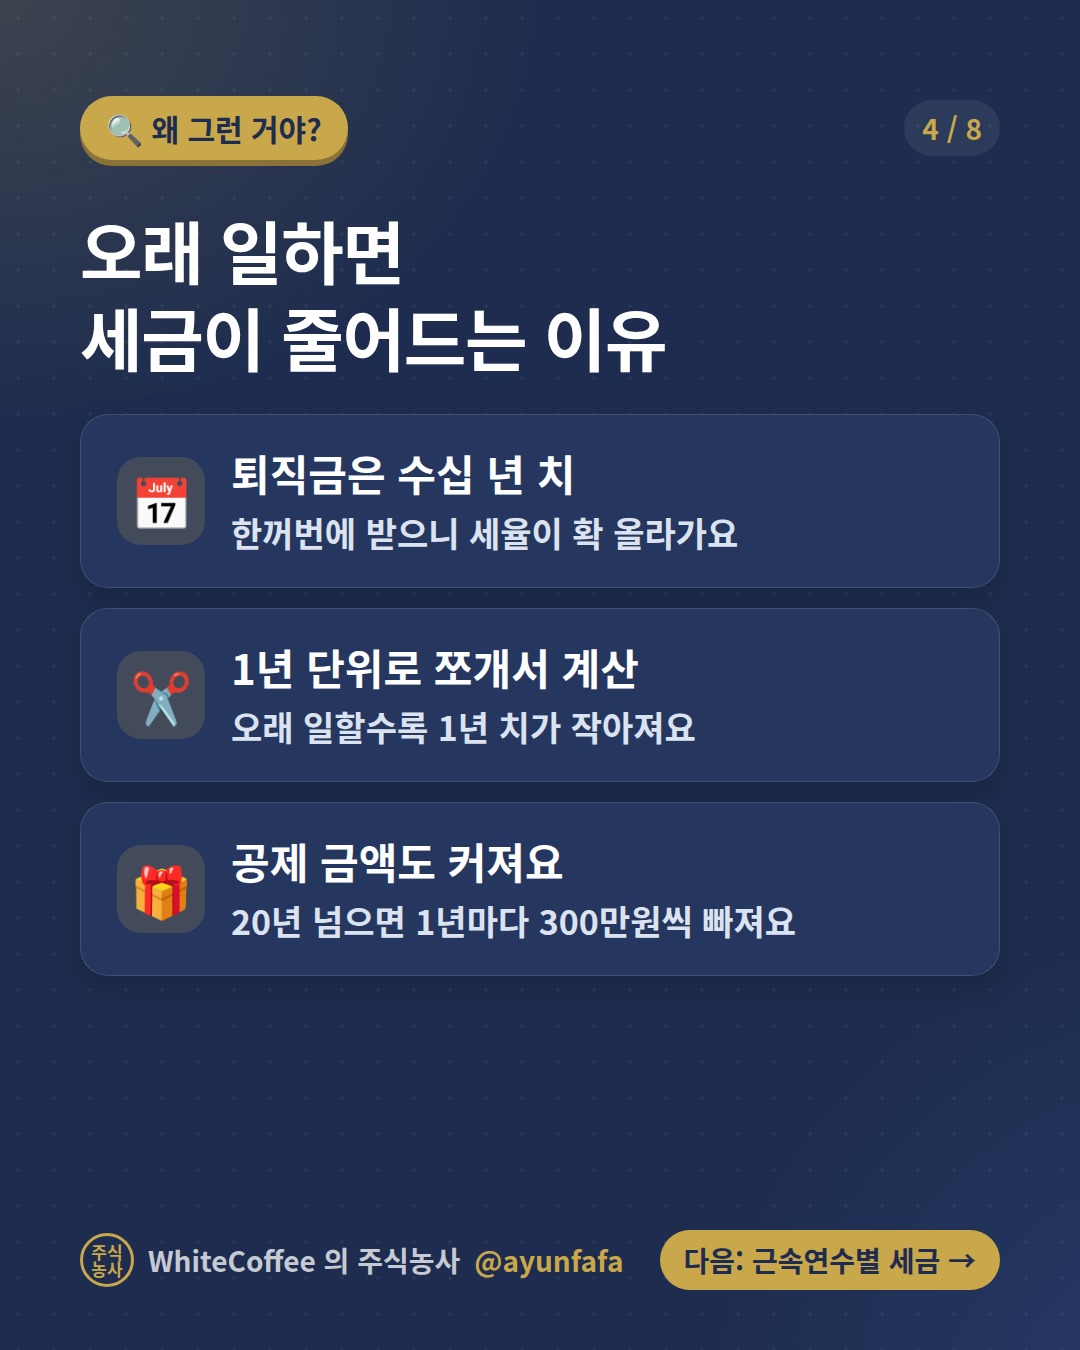 🔍 왜 그런 거야?
4 / 8
오래 일하면
세금이 줄어드는 이유
July
17
퇴직금은 수십 년 치
한꺼번에 받으니 세율이 확 올라가요
1년 단위로 쪼개서 계산
오래 일할수록 1년 치가 작아져요
공제 금액도 커져요
20년 넘으면 1년마다 300만원씩 빠져요
주식
농사
WhiteCoffee 의 주식농사 @ayunfafa
다음: 근속연수별 세금 →